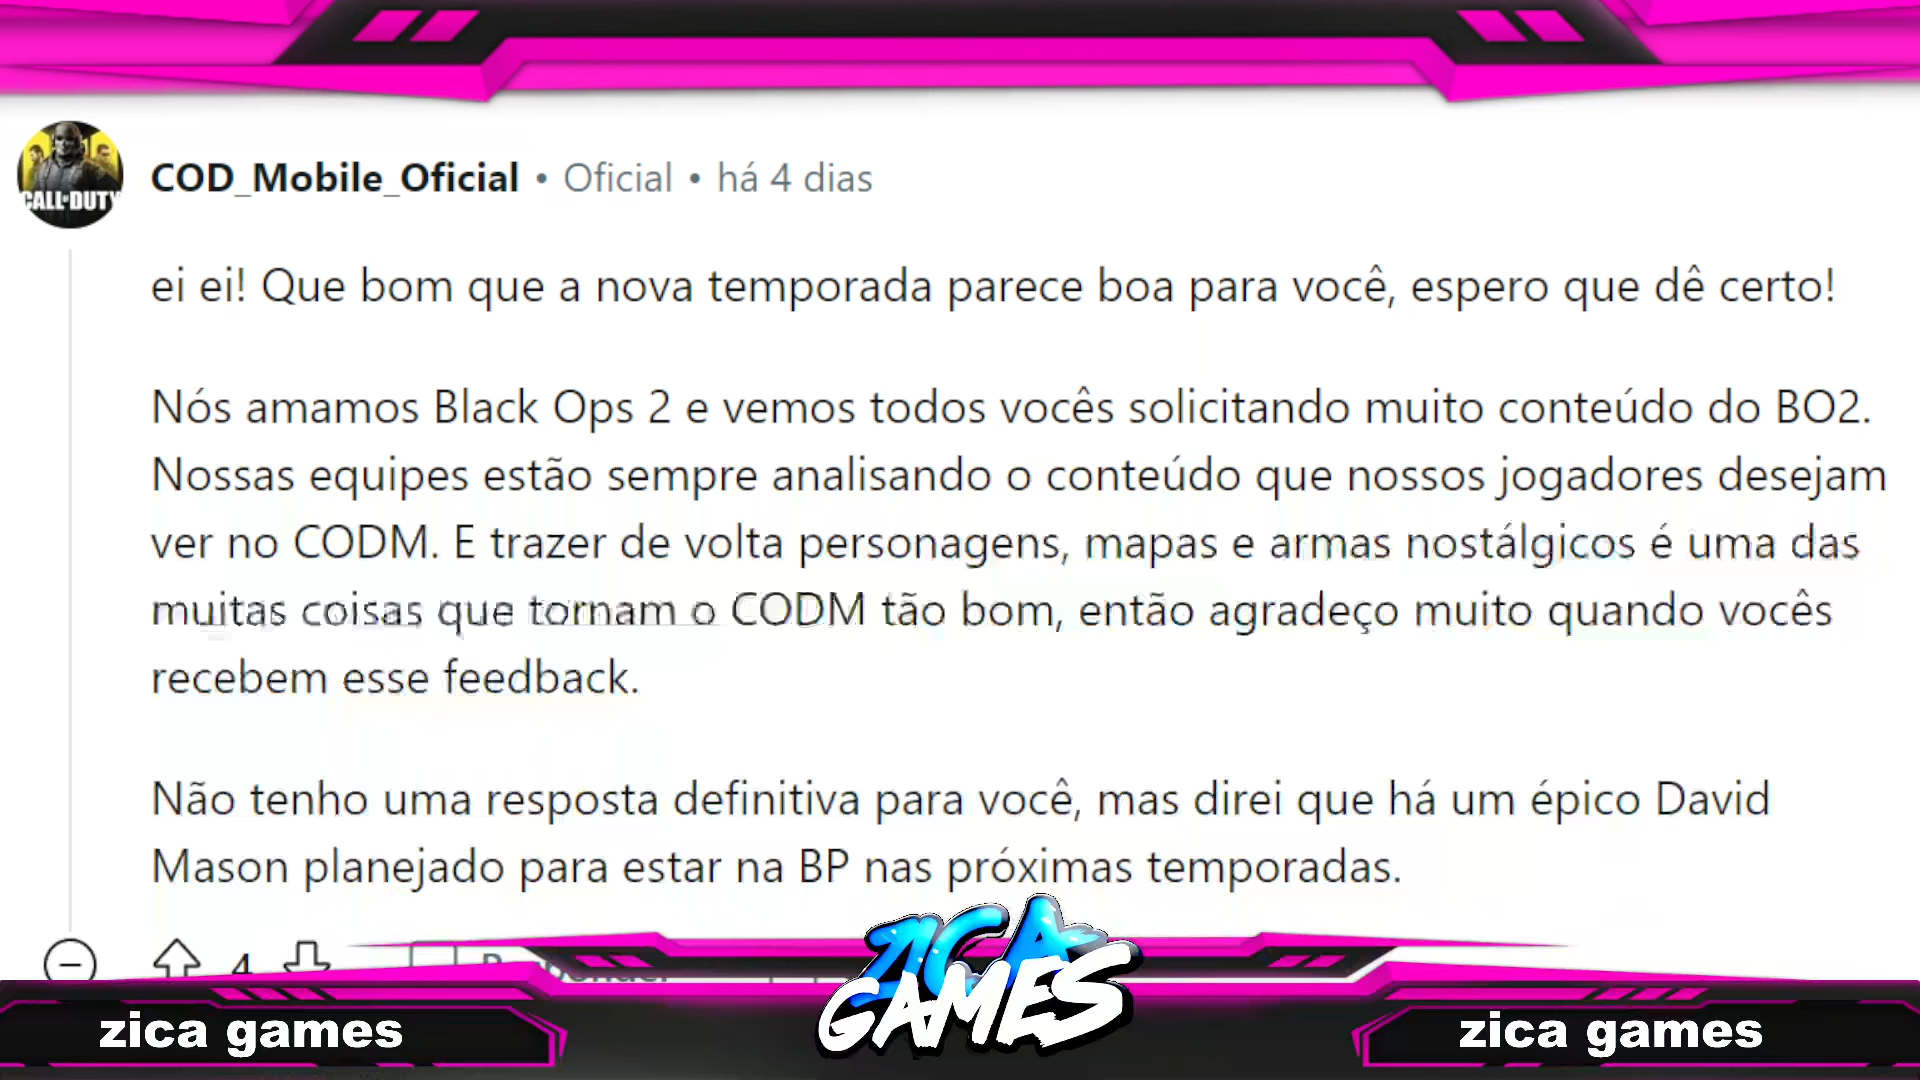 CALL OF DUTY
COD_Mobile_Oficial • Oficial • há 4 dias
ei ei! Que bom que a nova temporada parece boa para você, espero que dê certo!
Nós amamos Black Ops 2 e vemos todos vocês solicitando muito conteúdo do BO2.
Nossas equipes estão sempre analisando o conteúdo que nossos jogadores desejam
ver no CODM. E trazer de volta personagens, mapas e armas nostálgicos é uma das
muitas coisas que tornam o CODM tão bom, então agradeço muito quando vocês
recebem esse feedback.
Não tenho uma resposta definitiva para você, mas direi que há um épico David
Mason planejado para estar na BP nas próximas temporadas.
4
ZICA
GAMES
zica games
zica games